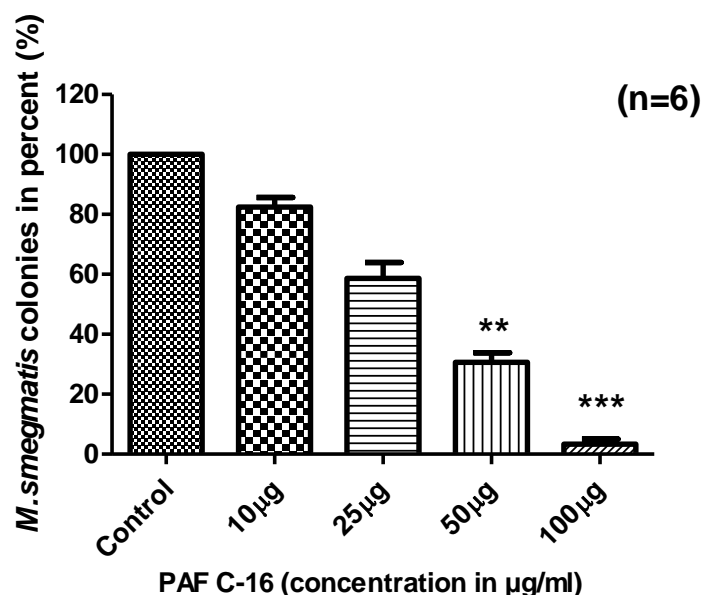 M.smegmatis colonies in percent (%)
120
100
80
60
40
20
0
(n=6)
**
***
Control
10µg
25µg
50µg
100µg
PAF C-16 (concentration in µg/ml)